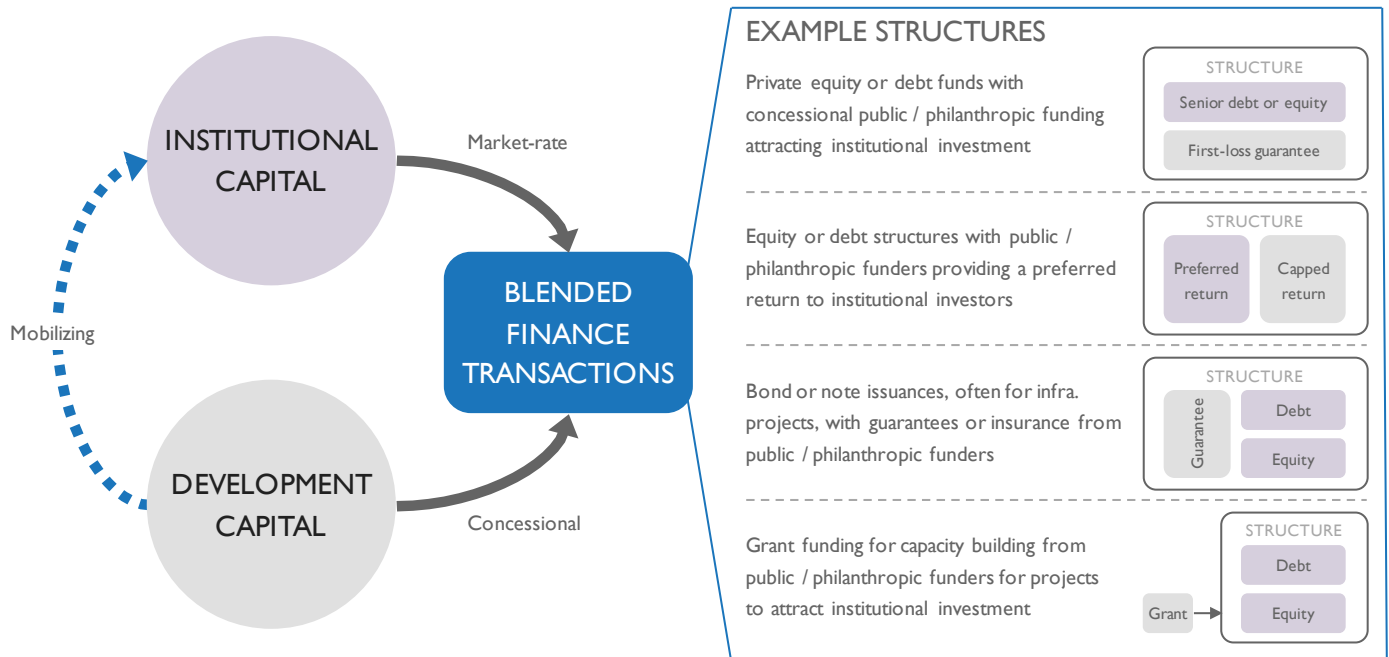 INSTITUTIONAL
CAPITAL
Market-rate
Mobilizing
BLENDED
FINANCE
TRANSACTIONS
DEVELOPMENT
CAPITAL
Concessional
EXAMPLE STRUCTURES
Private equity or debt funds with
concessional public / philanthropic funding
attracting institutional investment
STRUCTURE
Senior debt or equity
First-loss guarantee
Equity or debt structures with public /
philanthropic funders providing a preferred
return to institutional investors
STRUCTURE
Preferred
return
Capped
return
Bond or note issuances, often for infra.
projects, with guarantees or insurance from
public / philanthropic funders
STRUCTURE
Guarantee
Debt
Equity
Grant funding for capacity building from
public / philanthropic funders for projects
to attract institutional investment
STRUCTURE
Debt
Grant
Equity